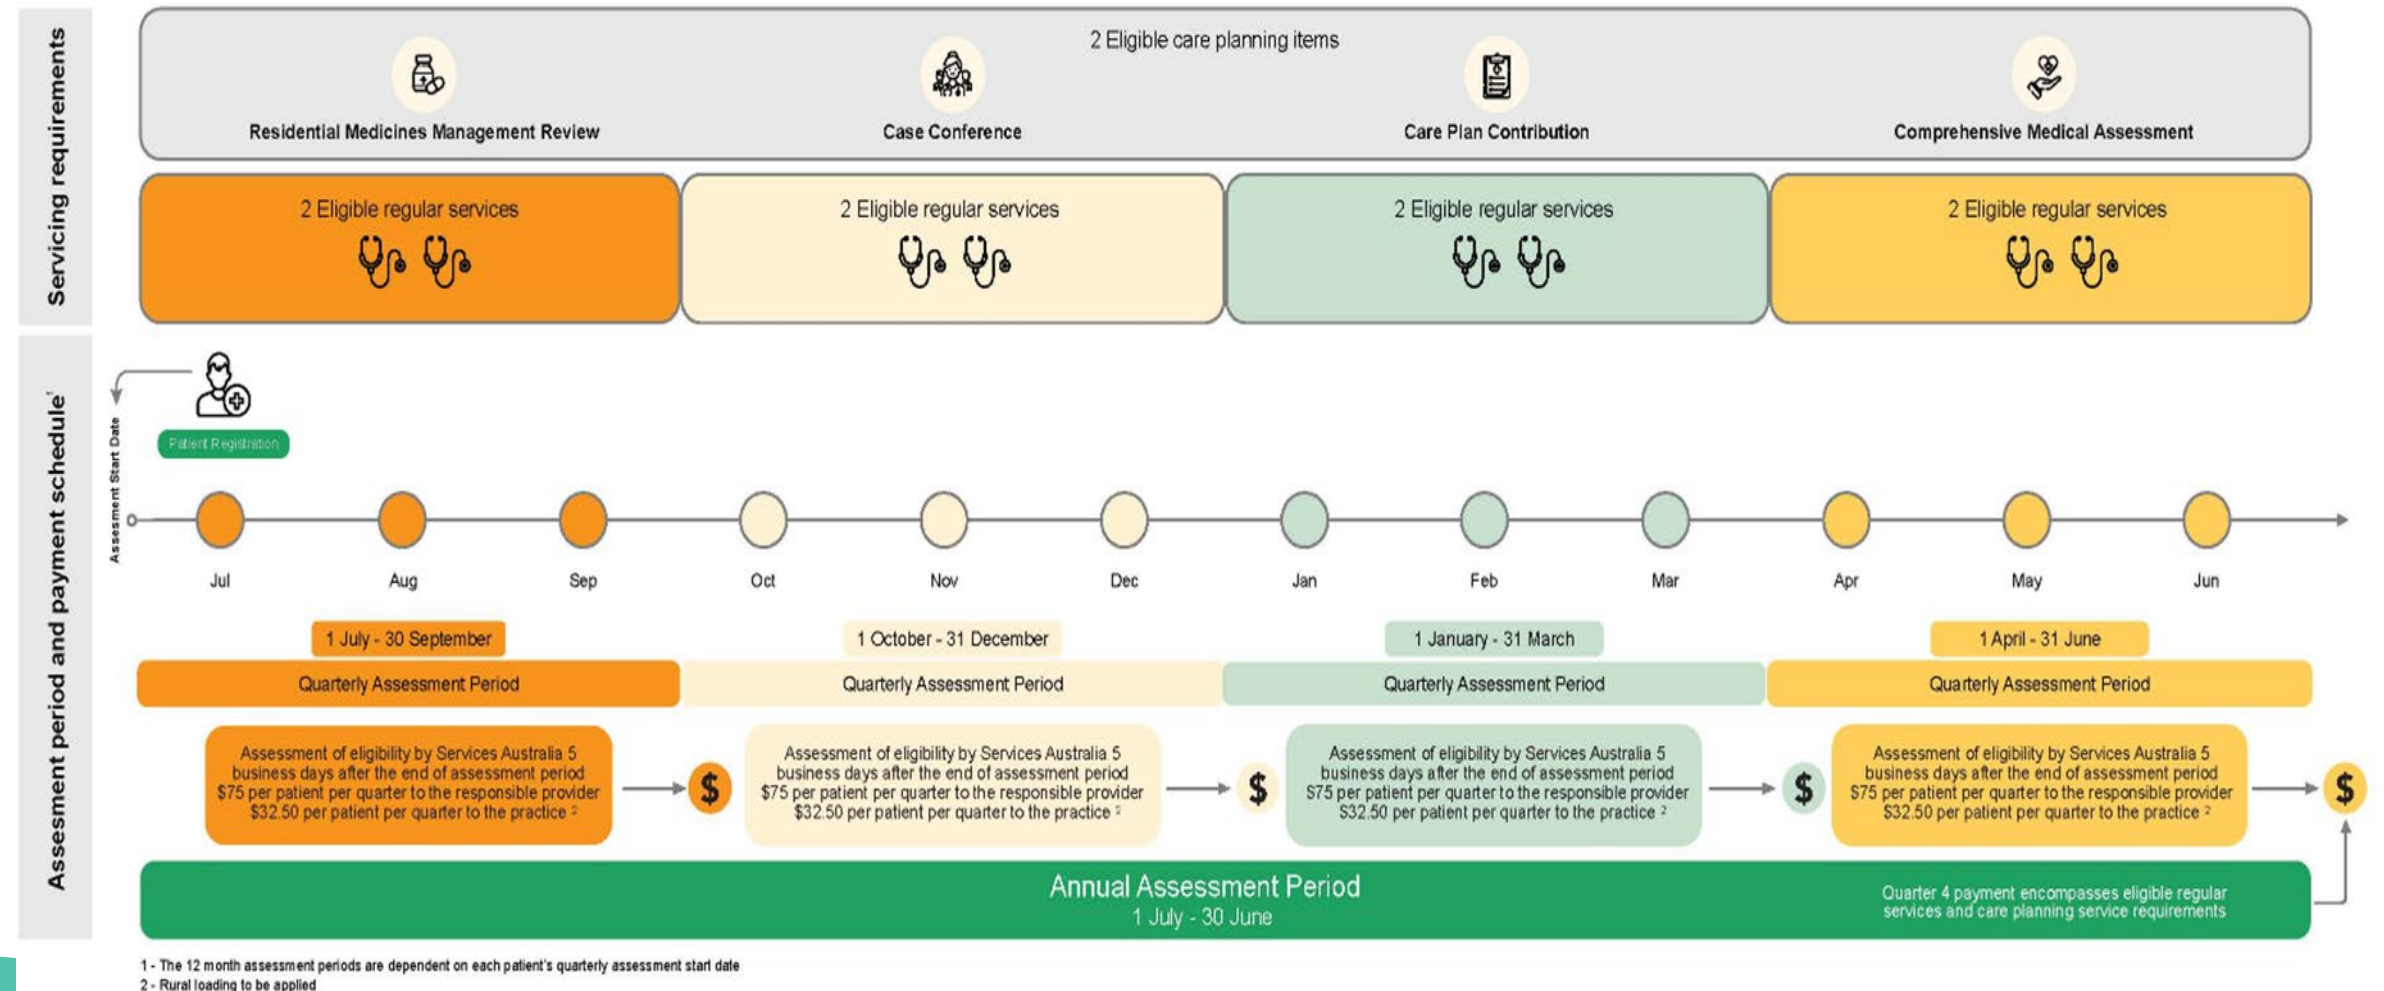 Servicing requirements
2 Eligible care planning items
Residential Medicines Management Review
Case Conference
Care Plan Contribution
Comprehensive Medical Assessment
2 Eligible regular services
2 Eligible regular services
2 Eligible regular services
2 Eligible regular services
Assessment period and payment schedule¹
Assessment Start Date
Patient Registration
Jul
Aug
Sep
Oct
Nov
Dec
Jan
Feb
Mar
Apr
May
Jun
1 July - 30 September
1 October - 31 December
1 January - 31 March
1 April - 31 June
Quarterly Assessment Period
Quarterly Assessment Period
Quarterly Assessment Period
Quarterly Assessment Period
Assessment of eligibility by Services Australia 5
business days after the end of assessment period
$75 per patient per quarter to the responsible provider
$32.50 per patient per quarter to the practice ²
$
Assessment of eligibility by Services Australia 5
business days after the end of assessment period
$75 per patient per quarter to the responsible provider
$32.50 per patient per quarter to the practice ²
$
Assessment of eligibility by Services Australia 5
business days after the end of assessment period
$75 per patient per quarter to the responsible provider
$32.50 per patient per quarter to the practice ²
$
Assessment of eligibility by Services Australia 5
business days after the end of assessment period
$75 per patient per quarter to the responsible provider
$32.50 per patient per quarter to the practice ²
$
Annual Assessment Period
1 July - 30 June
Quarter 4 payment encompasses eligible regular
services and care planning service requirements
1 - The 12 month assessment periods are dependent on each patient's quarterly assessment start date
2 - Rural loading to be applied